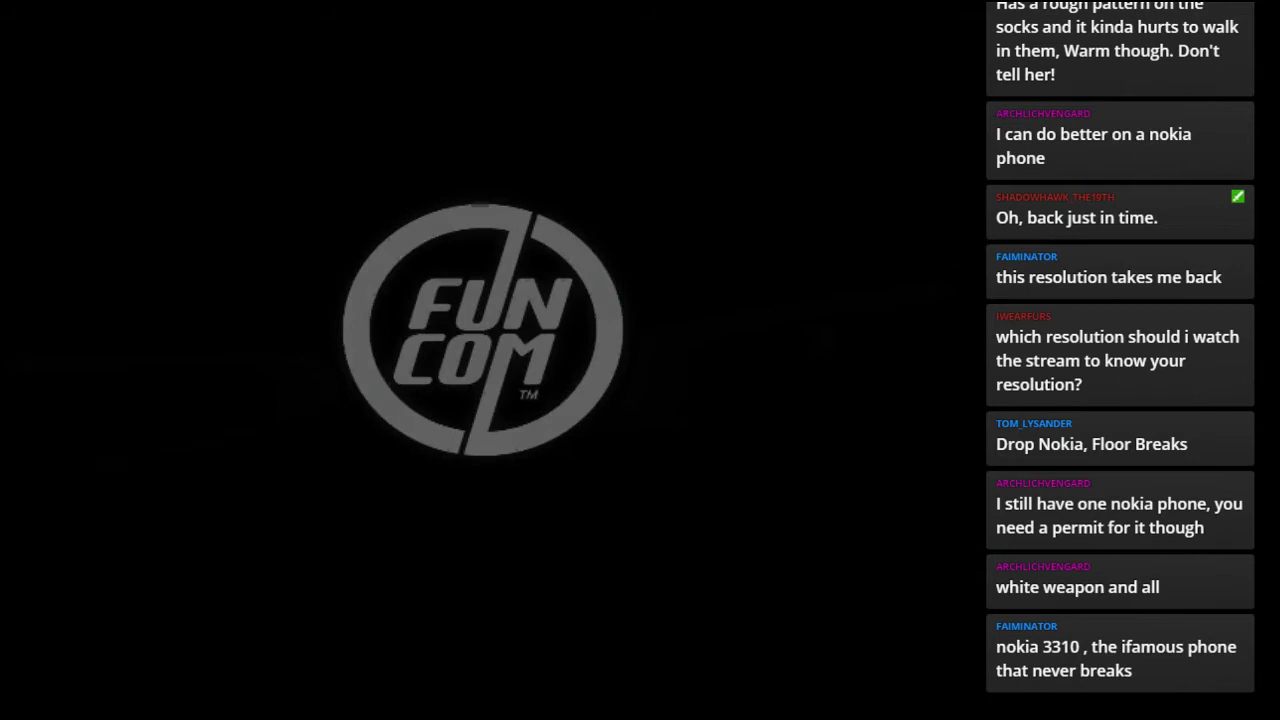 FUN
COM
TM
Has a rough pattern on the
socks and it kinda hurts to walk
in them, Warm though. Don't
tell her!
ARCHLICHVENGARD
I can do better on a nokia
phone
SHADOWHAWK_THE19TH
Oh, back just in time.
FAIMINATOR
this resolution takes me back
IWEARFURS
which resolution should i watch
the stream to know your
resolution?
TOM_LYSANDER
Drop Nokia, Floor Breaks
ARCHLICHVENGARD
I still have one nokia phone, you
need a permit for it though
ARCHLICHVENGARD
white weapon and all
FAIMINATOR
nokia 3310 , the ifamous phone
that never breaks